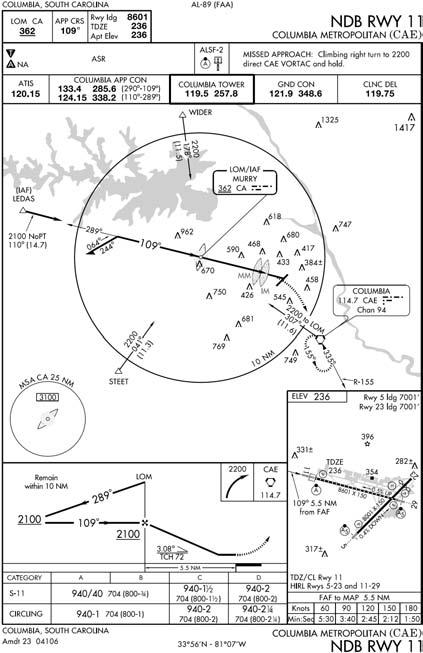 COLUMBIA, SOUTH CAROLINA
AL-89 (FAA)
LOM CA 362
APP CRS 109°
Rwy ldg 8601
TDZE 236
Apt Elev 236
NDB RWY 11
COLUMBIA METROPOLITAN (CAE)
T
A NA
ASR
ALSF-2
A
MISSED APPROACH: Climbing right turn to 2200
direct CAE VORTAC and hold.
ATIS
120.15
COLUMBIA APP CON
133.4 285.6 (290°-109°)
124.15 338.2 (110°-289°)
COLUMBIA TOWER
119.5 257.8
GND CON
121.9 348.6
CLNC DEL
119.75
WIDER
2200
178°
(11.5)
1325
1417
LOM/IAF
MURRY
362 CA
(IAF)
LEDAS
2100 NoPT
110° (14.7)
289°
064°
244°
109°
962
670
618
747
680
468
590
417
433
384±
458
MM
IM
426
545
750
681
769
749
2200 to LOM
307°
(11.6)
COLUMBIA
114.7 CAE
Chan 94
155°
335°
R-155
10 NM
2200
041°
(11.3)
STEET
MSA CA 25 NM
3100
ELEV 236
Rwy 5 ldg 7001'
Rwy 23 ldg 7001'
396
331±
TDZE
236
354
282±
8601 X 150
8001 X 150
0.4% DOWN
UP
29
5
109° 5.5 NM
from FAF
317±
TDZ/CL Rwy 11
HIRL Rwys 5-23 and 11-29
FAF to MAP 5.5 NM
Knots 60 90 120 150 180
Min:Sec 5:30 3:40 2:45 2:12 1:50
Remain
within 10 NM
LOM
289°
2100
109°
2100
3.08°
TCH 72
5.5 NM
2200
CAE
114.7
CATEGORY A B C D
S-11 940/40 704 (800-¾) 940-1½ 704 (800-1½) 940-2 704 (800-2)
CIRCLING 940-1 704 (800-1) 940-2 704 (800-2) 940-2¼ 704 (800-2¼)
COLUMBIA, SOUTH CAROLINA
Amdt 23 04106
33°56'N - 81°07'W
COLUMBIA METROPOLITAN (CAE)
NDB RWY 11